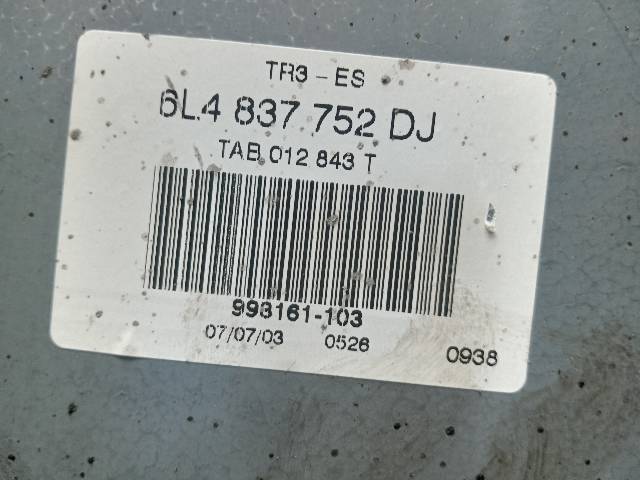 TR3 - ES
6L4 837 752 DJ
TAB 012 843 T
993161-103
07/07/03 0526 0938